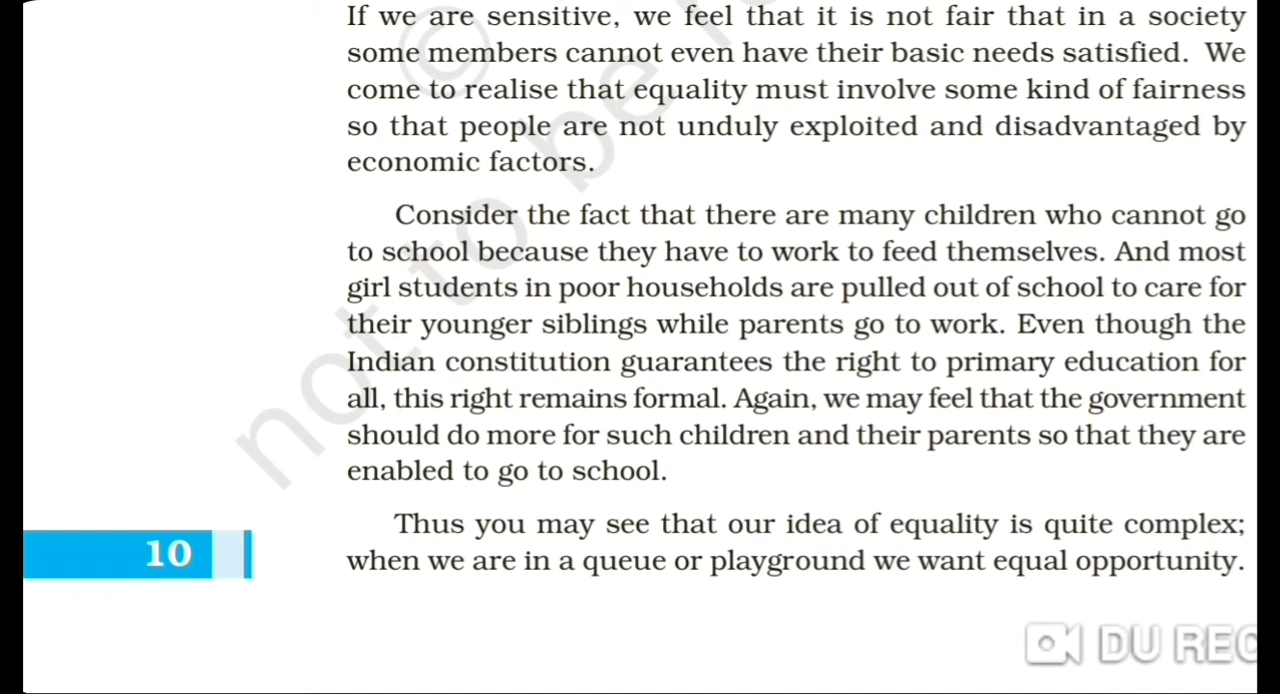 If we are sensitive, we feel that it is not fair that in a society
some members cannot even have their basic needs satisfied. We
come to realise that equality must involve some kind of fairness
so that people are not unduly exploited and disadvantaged by
economic factors.
Consider the fact that there are many children who cannot go
to school because they have to work to feed themselves. And most
girl students in poor households are pulled out of school to care for
their younger siblings while parents go to work. Even though the
Indian constitution guarantees the right to primary education for
all, this right remains formal. Again, we may feel that the government
should do more for such children and their parents so that they are
enabled to go to school.
Thus you may see that our idea of equality is quite complex;
10
when we are in a queue or playground we want equal opportunity.
©
not to be
DU REC